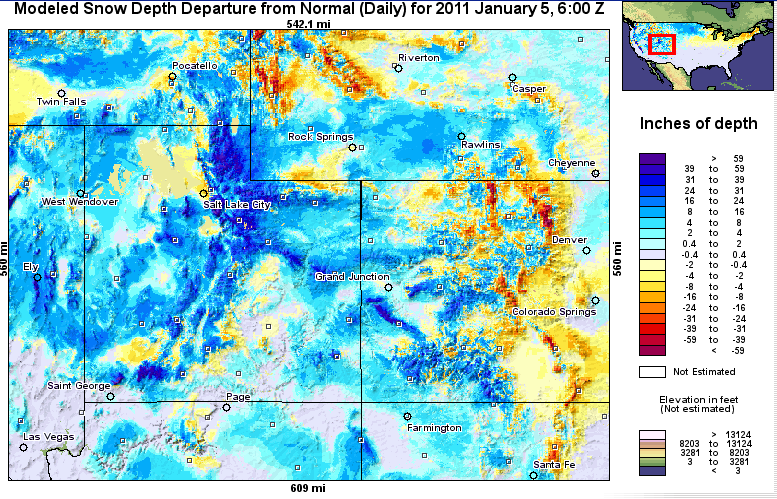 Modeled Snow Depth Departure from Normal (Daily) for 2011 January 5, 6:00 Z
542.1 mi
Pocatello
Riverton
Twin Falls
Casper
Rock Springs
Rawlins
Cheyenne
West Wendover
Salt Lake City
Denver
560 mi
560 mi
Ely
Grand Junction
Colorado Springs
Saint George
Page
Farmington
Las Vegas
Santa Fe
609 mi
Inches of depth
> 59
39 to 59
31 to 39
24 to 31
16 to 24
8 to 16
4 to 8
2 to 4
0.4 to 2
-0.4 to 0.4
-2 to -0.4
-4 to -2
-8 to -4
-16 to -8
-24 to -16
-31 to -24
-39 to -31
-59 to -39
< -59
Not Estimated
Elevation in feet
(Not estimated)
> 13124
8203 to 13124
3281 to 8203
3 to 3281
< 3